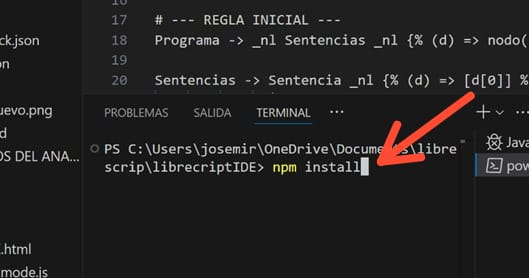 17
# --- REGLA INICIAL ---
ck.json
18
Programa -> _nl Sentencias _nl {% (d) => nodo(
on
19
20
Sentencias -> Sentencia _nl {% (d) => [d[0]] %
uevo.png
d
OS DEL ANA...
.html
mode.js
PROBLEMAS SALIDA TERMINAL ...
PS C:\Users\josemir\OneDrive\Documents\libre
scrip\librecriptIDE> npm install
Java
pow